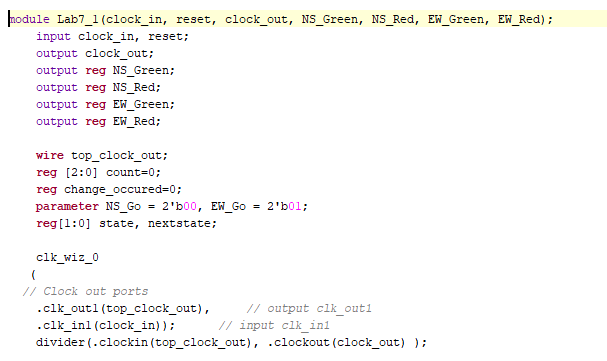 module Lab7_1(clock_in, reset, clock_out, NS_Green, NS_Red, EW_Green, EW_Red);
input clock_in, reset;
output clock_out;
output reg NS_Green;
output reg NS_Red;
output reg EW_Green;
output reg EW_Red;
wire top_clock_out;
reg [2:0] count=0;
reg change_occured=0;
parameter NS_Go = 2'b00, EW_Go = 2'b01;
reg[1:0] state, nextstate;
clk_wiz_0
(
// Clock out ports
.clk_out1(top_clock_out), // output clk_out1
.clk_in1(clock_in)); // input clk_in1
divider(.clockin(top_clock_out), .clockout(clock_out) );